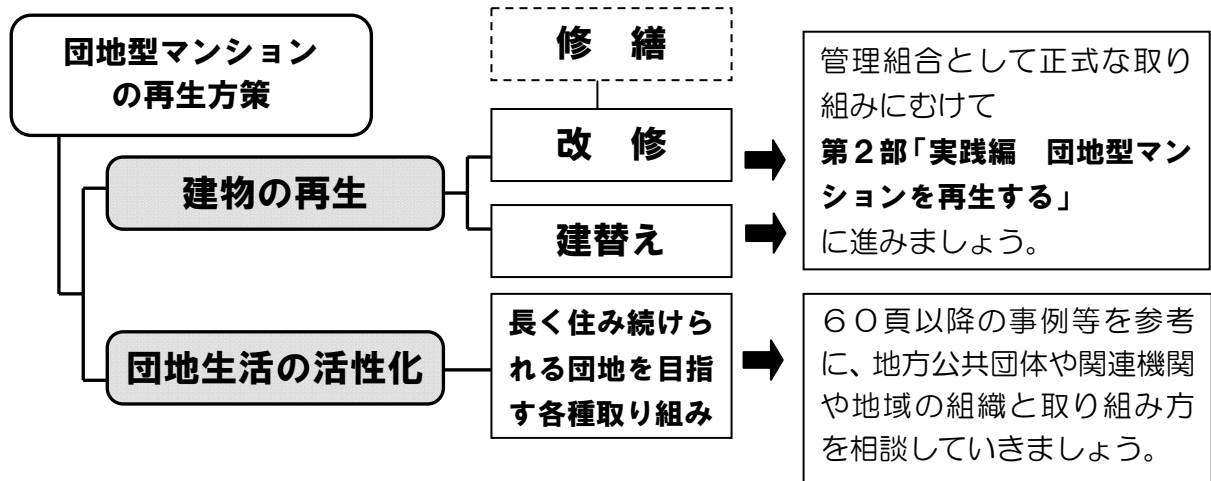 団地型マンション
の再生方策
建物の再生
団地生活の活性化
修 繕
改 修
建替え
長く住み続けら
れる団地を目指
す各種取り組み
管理組合として正式な取り
組みにむけて
第２部「実践編　団地型マン
ションを再生する」
に進みましょう。
６０頁以降の事例等を参考
に、地方公共団体や関連機関
や地域の組織と取り組み方
を相談していきましょう。